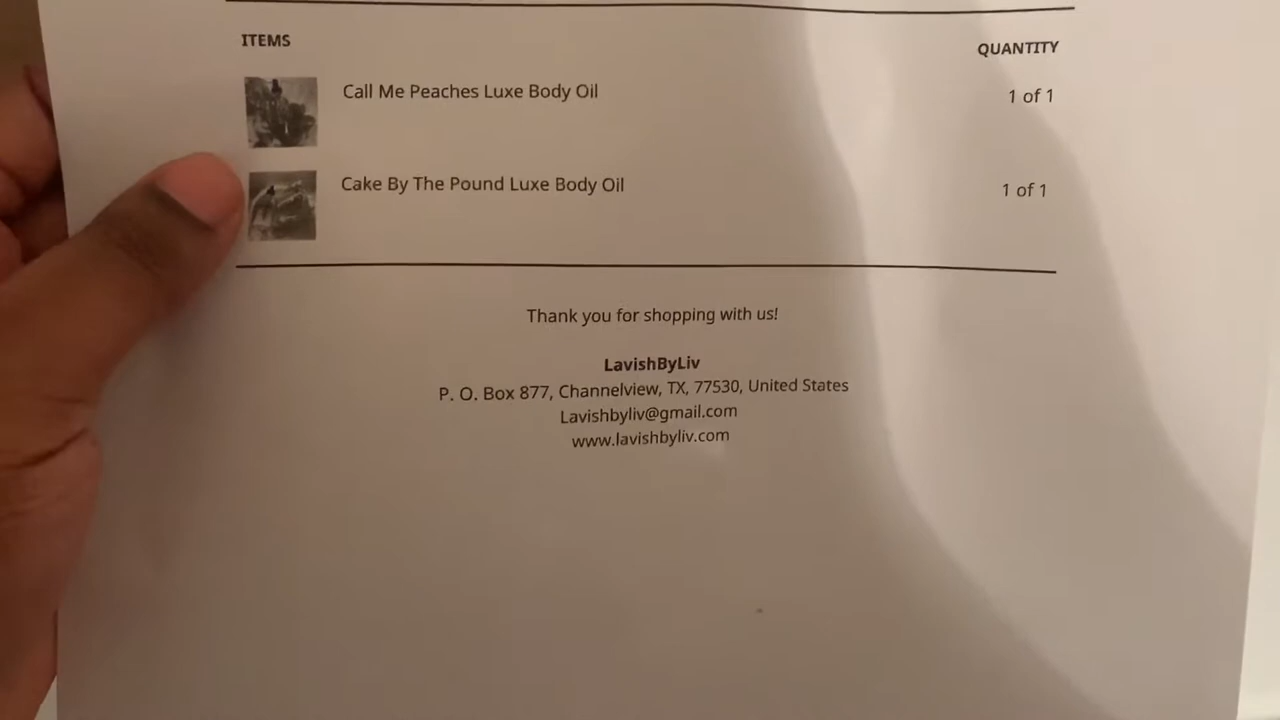 ITEMS
QUANTITY
Call Me Peaches Luxe Body Oil
1 of 1
Cake By The Pound Luxe Body Oil
1 of 1
Thank you for shopping with us!
LavishByLiv
P. O. Box 877, Channelview, TX, 77530, United States
Lavishbyliv@gmail.com
www.lavishbyliv.com